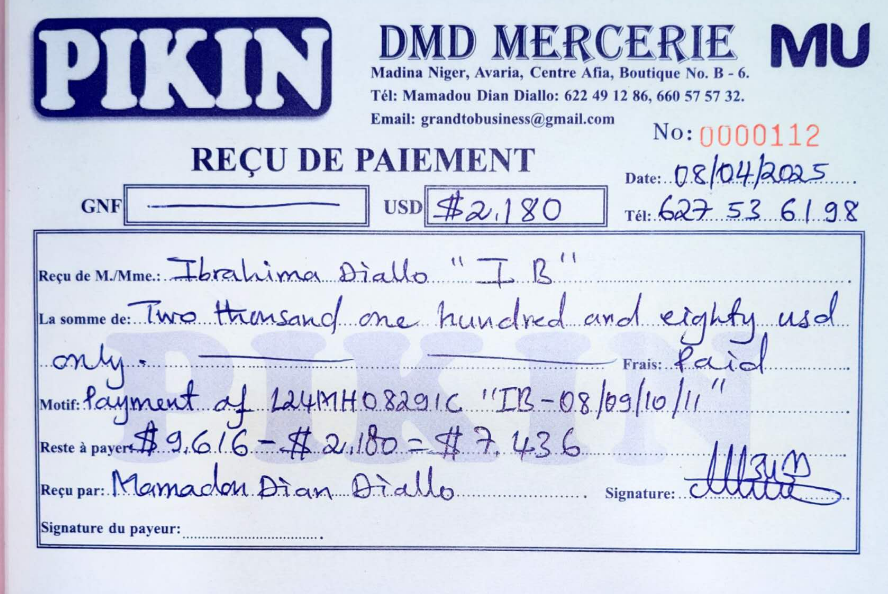 PIKIN
DMD MERCERIE
MU
Madina Niger, Avaria, Centre Afia, Boutique No. B - 6.
Tél: Mamadou Dian Diallo: 622 49 12 86, 660 57 57 32.
Email: grandtobusiness@gmail.com
No: 0000112
REÇU DE PAIEMENT
Date: 08/04/2025
GNF
USD $2.180
Tél: 627 53 61 98
Reçu de M./Mme.: Ibrahima Diallo "IB"
La somme de: Two thousand one hundred and eighty usd
only. Frais: Paid
Motif: Payment of L24MH08291C "IB-08/09/10/11"
Reste à payer: $9.616 - $2.180 = $7.436
Reçu par: Mamadou Dian Diallo Signature:
Signature du payeur:
PIKIN